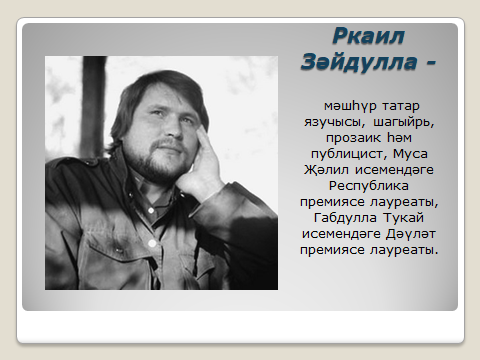 Ркаил
Зәйдулла -
мәшһүр татар
язучысы, шагыйрь,
прозаик һәм
публицист, Муса
Җәлил исемендәге
Республика
премиясе лауреаты,
Габдулла Тукай
исемендәге Дәүләт
премиясе лауреаты.